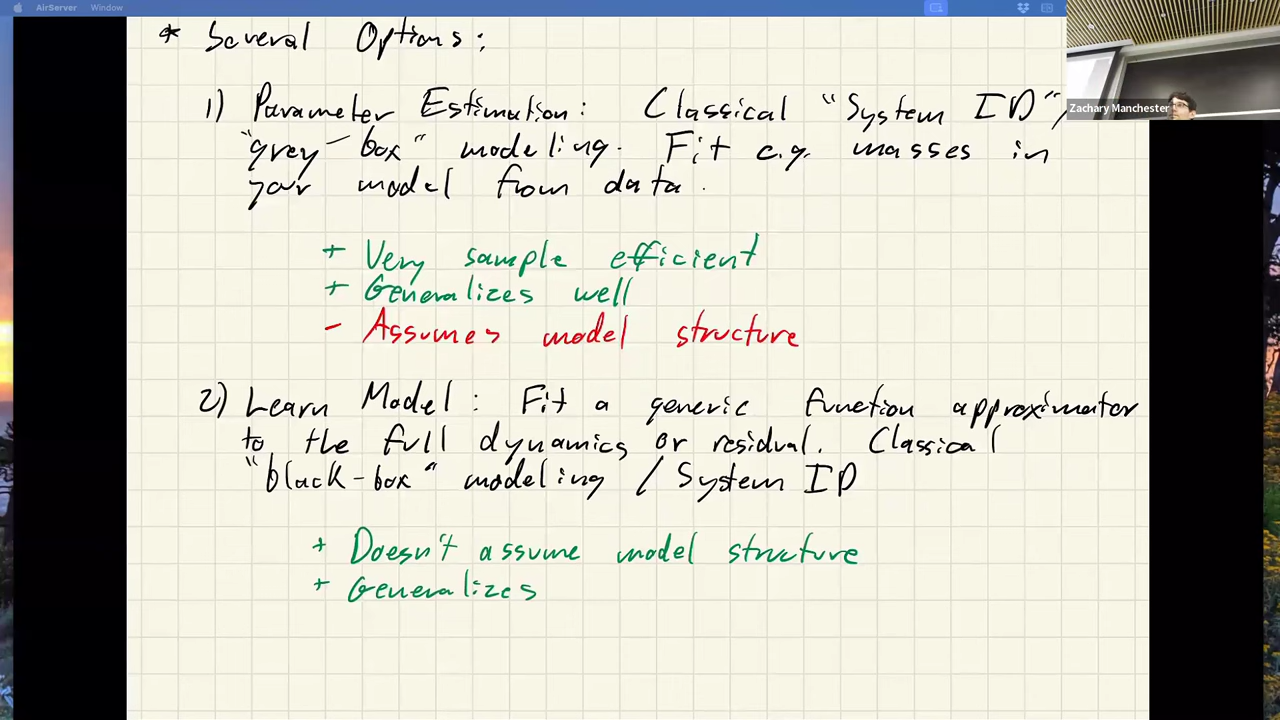 AirServer Window
* Several Options:
1) Parameter Estimation: Classical "System ID",
Zachary Manchester
"grey-box" modeling. Fit e.g. masses in
your model from data.
+ Very sample efficient
+ Generalizes well
- Assumes model structure
2) Learn Model: Fit a generic function approximator
to the full dynamics or residual. Classical
"black-box" modeling / System ID
+ Doesn't assume model structure
+ Generalizes